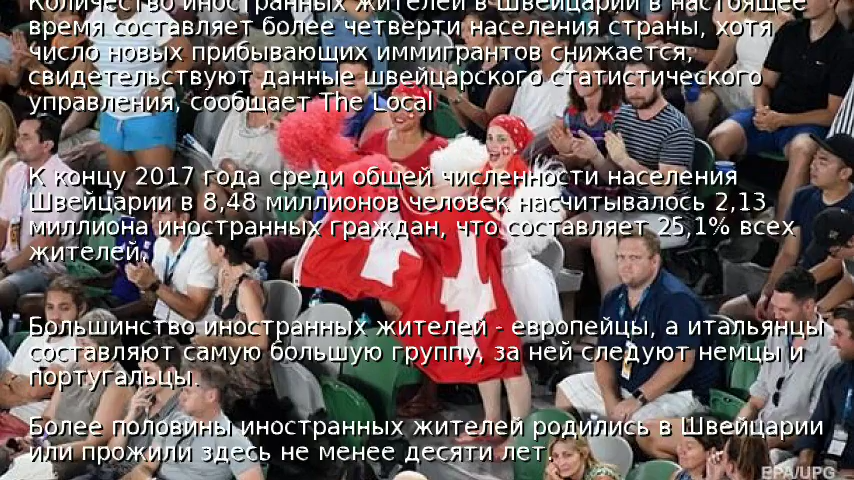 Количество иностранных жителей в Швейцарии в настоящее
время составляет более четверти населения страны, хотя
число новых прибывающих иммигрантов снижается,
свидетельствуют данные швейцарского статистического
управления, сообщает The Local
К концу 2017 года среди общей численности населения
Швейцарии в 8,48 миллионов человек насчитывалось 2,13
миллиона иностранных граждан, что составляет 25,1% всех
жителей.
Большинство иностранных жителей - европейцы, а итальянцы
составляют самую большую группу, за ней следуют немцы и
португальцы.
Более половины иностранных жителей родились в Швейцарии
или прожили здесь не менее десяти лет.
EPA/UPG